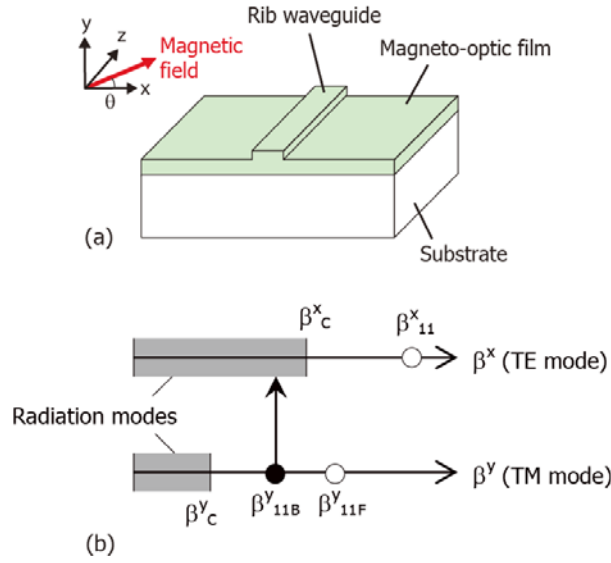 y
z
Magnetic
field
θ
x
Rib waveguide
Magneto-optic film
Substrate
(a)
β^x_C
β^x_11
β^x (TE mode)
Radiation modes
β^y_C
β^y_11B
β^y_11F
β^y (TM mode)
(b)